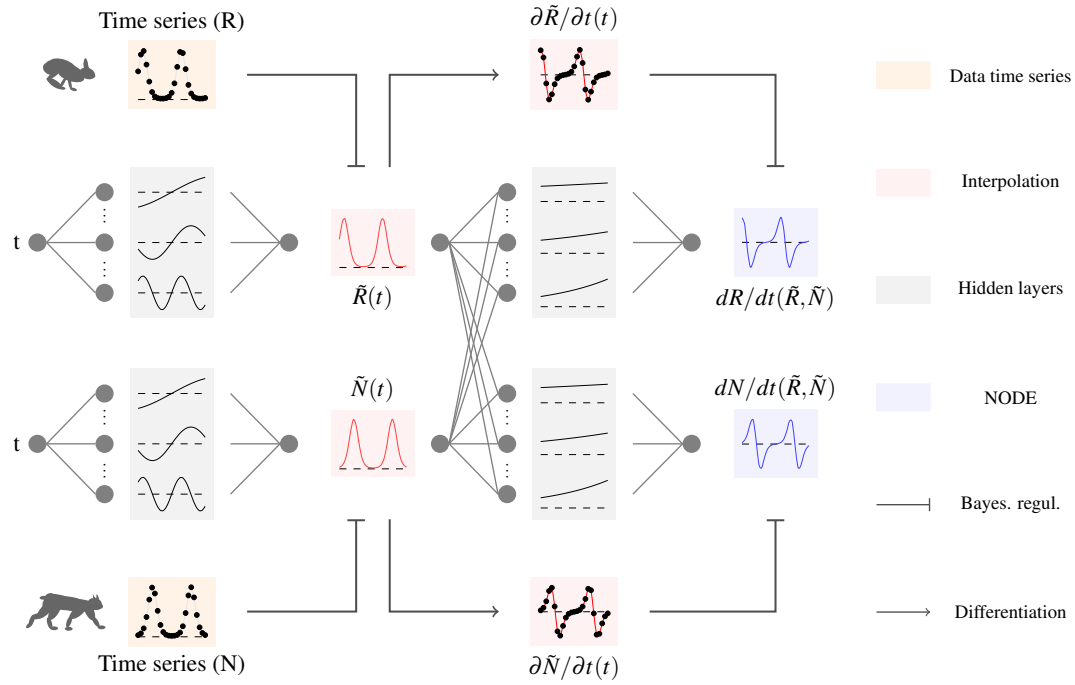 Time series (R)
∂R̃/∂t(t)
Data time series
Interpolation
t
R̃(t)
dR/dt(R̃,Ñ)
Hidden layers
Ñ(t)
dN/dt(R̃,Ñ)
NODE
t
Bayes. regul.
Differentiation
Time series (N)
∂Ñ/∂t(t)